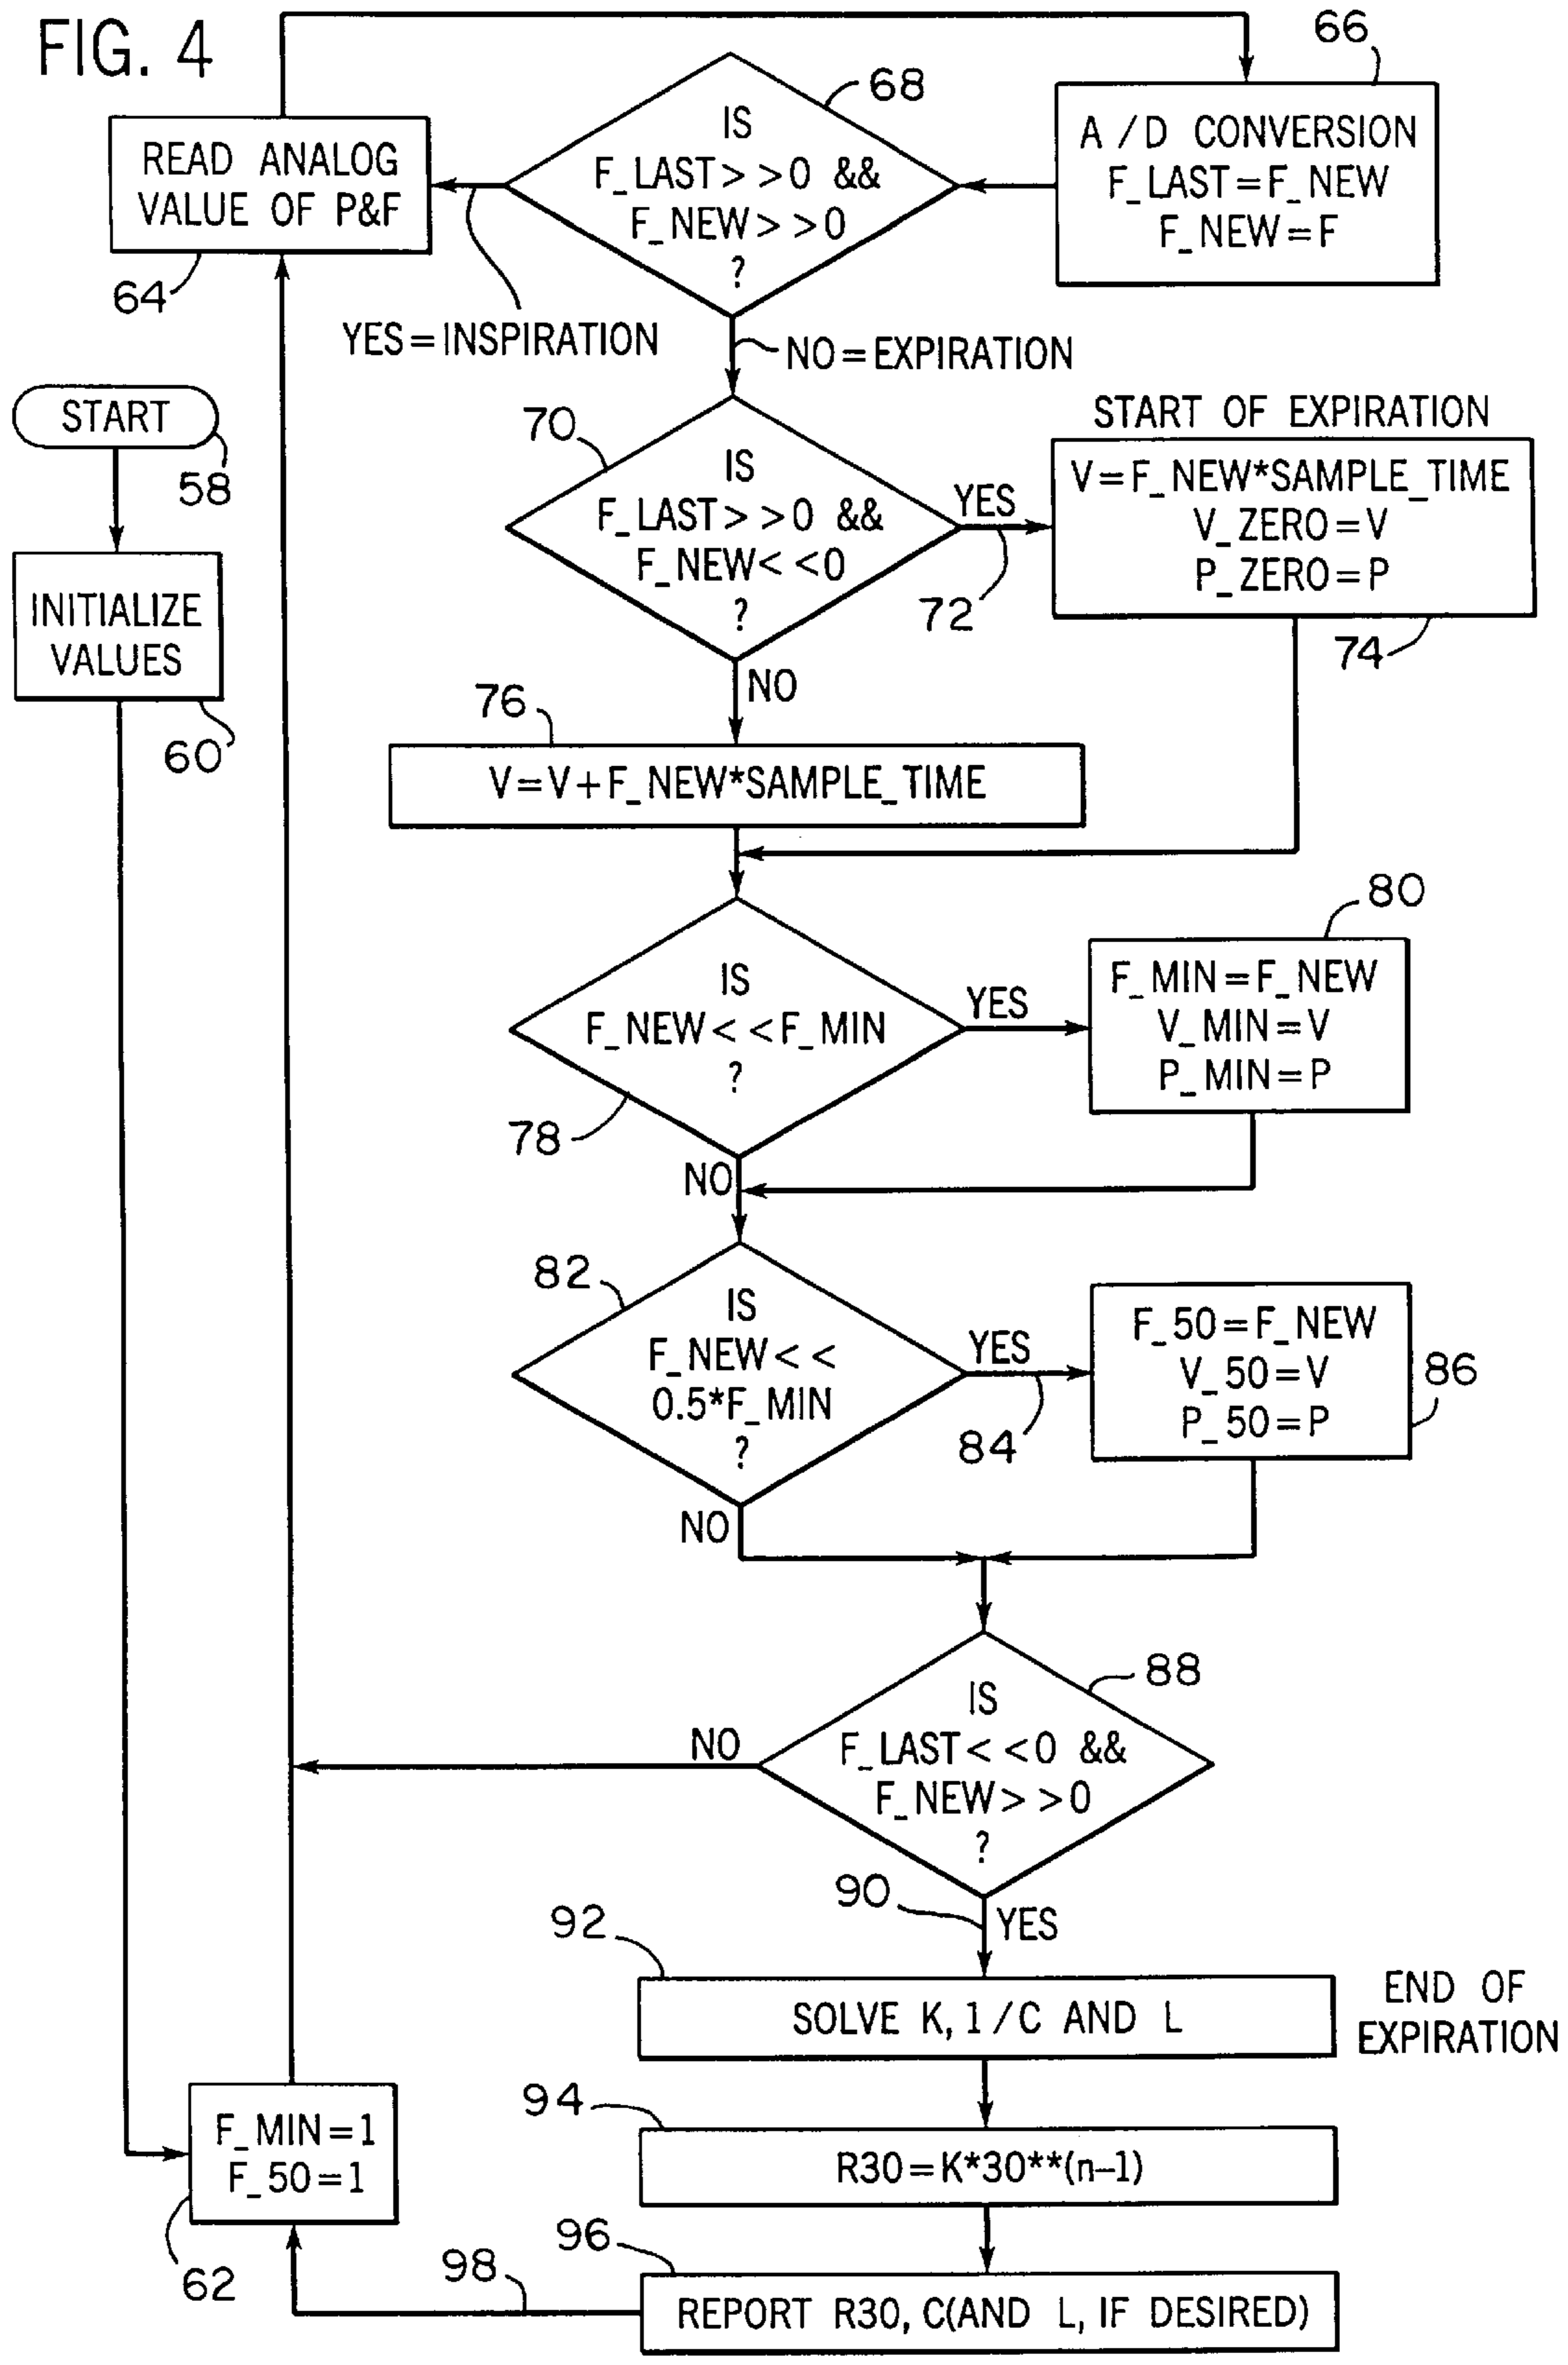 FIG. 4
66
68
A/D CONVERSION
F_LAST=F_NEW
F_NEW=F
IS
F_LAST>>0 &&
F_NEW>>0
?
READ ANALOG
VALUE OF P&F
64
YES=INSPIRATION
NO=EXPIRATION
START
58
70
IS
F_LAST>>0 &&
F_NEW<<0
?
YES
72
START OF EXPIRATION
V=F_NEW*SAMPLE_TIME
V_ZERO=V
P_ZERO=P
74
INITIALIZE
VALUES
60
NO
76
V=V+F_NEW*SAMPLE_TIME
80
IS
F_NEW<<F_MIN
?
YES
F_MIN=F_NEW
V_MIN=V
P_MIN=P
78
NO
82
IS
F_NEW<<
0.5*F_MIN
?
YES
84
F_50=F_NEW
V_50=V
P_50=P
86
NO
88
IS
F_LAST<<0 &&
F_NEW>>0
?
NO
90
YES
92
SOLVE K, 1/C AND L
END OF
EXPIRATION
94
R30=K*30**(n-1)
F_MIN=1
F_50=1
62
96
98
REPORT R30, C(AND L, IF DESIRED)